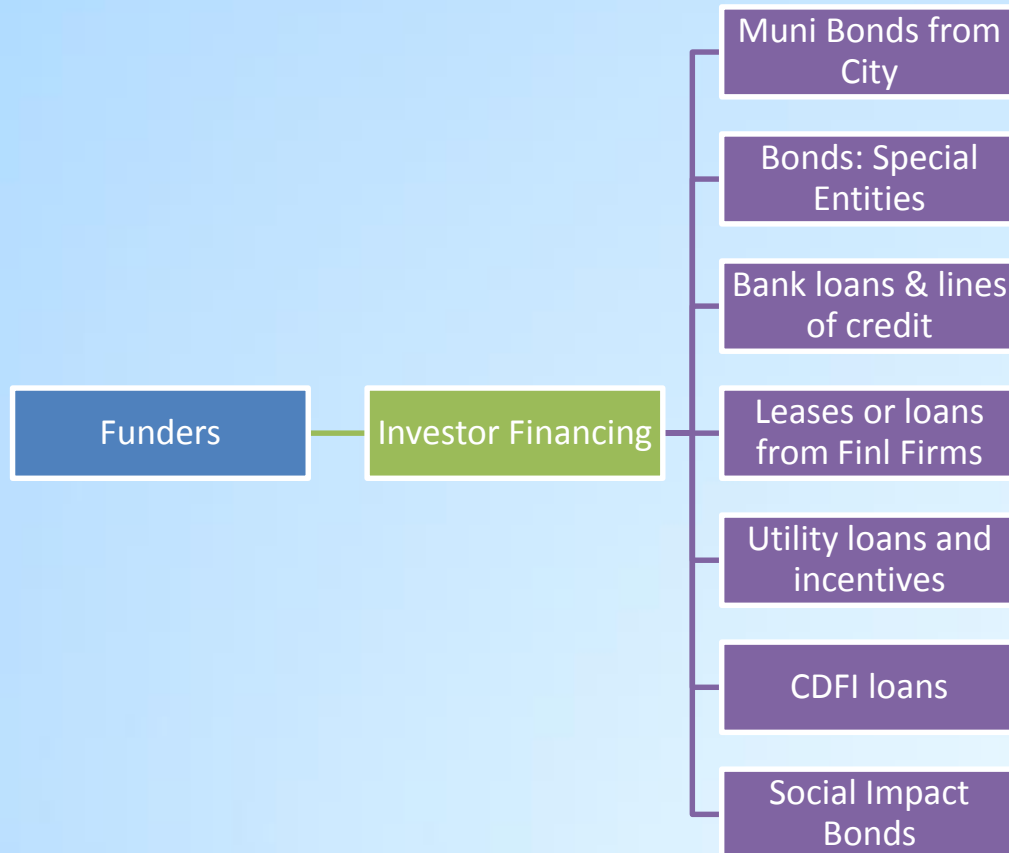 Muni Bonds from
City
Bonds: Special
Entities
Bank loans & lines
of credit
Funders
Investor Financing
Leases or loans
from Finl Firms
Utility loans and
incentives
CDFI loans
Social Impact
Bonds